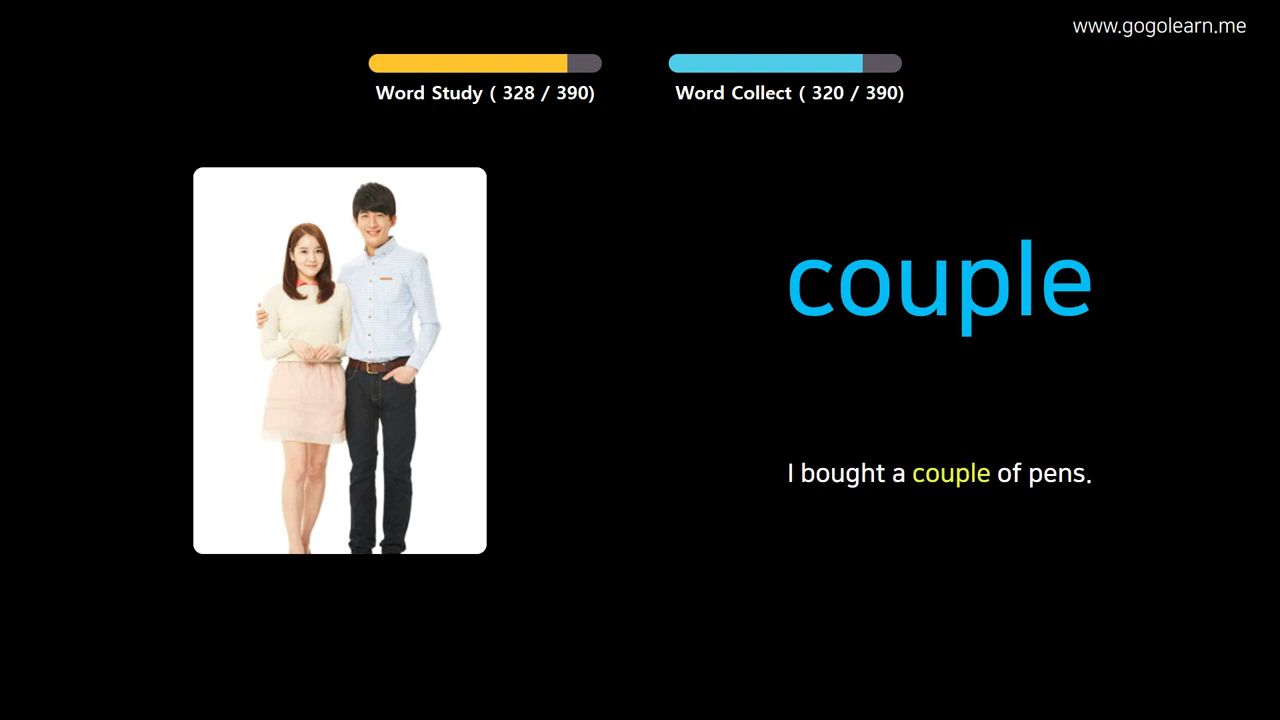 www.gogolearn.me
Word Study ( 328 / 390)
Word Collect ( 320 / 390)
couple
I bought a couple of pens.